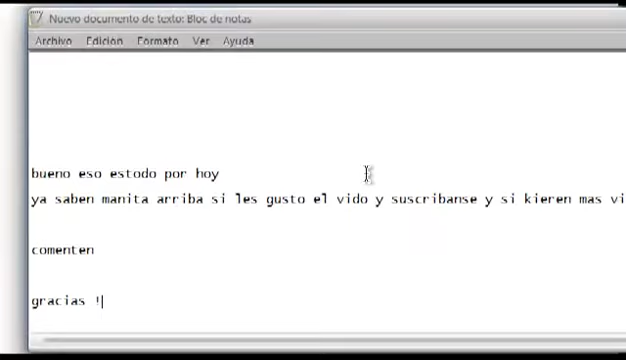 Nuevo documento de texto: Bloc de notas
Archivo Edicion Formato Ver Ayuda
bueno eso estodo por hoy
ya saben manita arriba si les gusto el vido y suscribanse y si kieren mas vi
comenten
gracias !